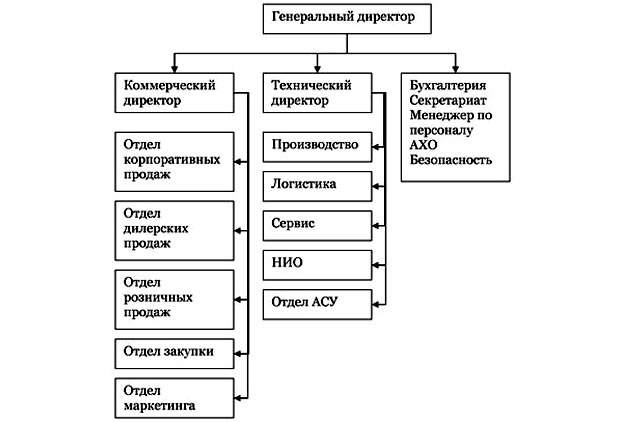 Генеральный директор
Коммерческий
директор
Отдел
корпоративных
продаж
Отдел
дилерских
продаж
Отдел
розничных
продаж
Отдел закупки
Отдел
маркетинга
Технический
директор
Производство
Логистика
Сервис
НИО
Отдел АСУ
Бухгалтерия
Секретариат
Менеджер по
персоналу
АХО
Безопасность